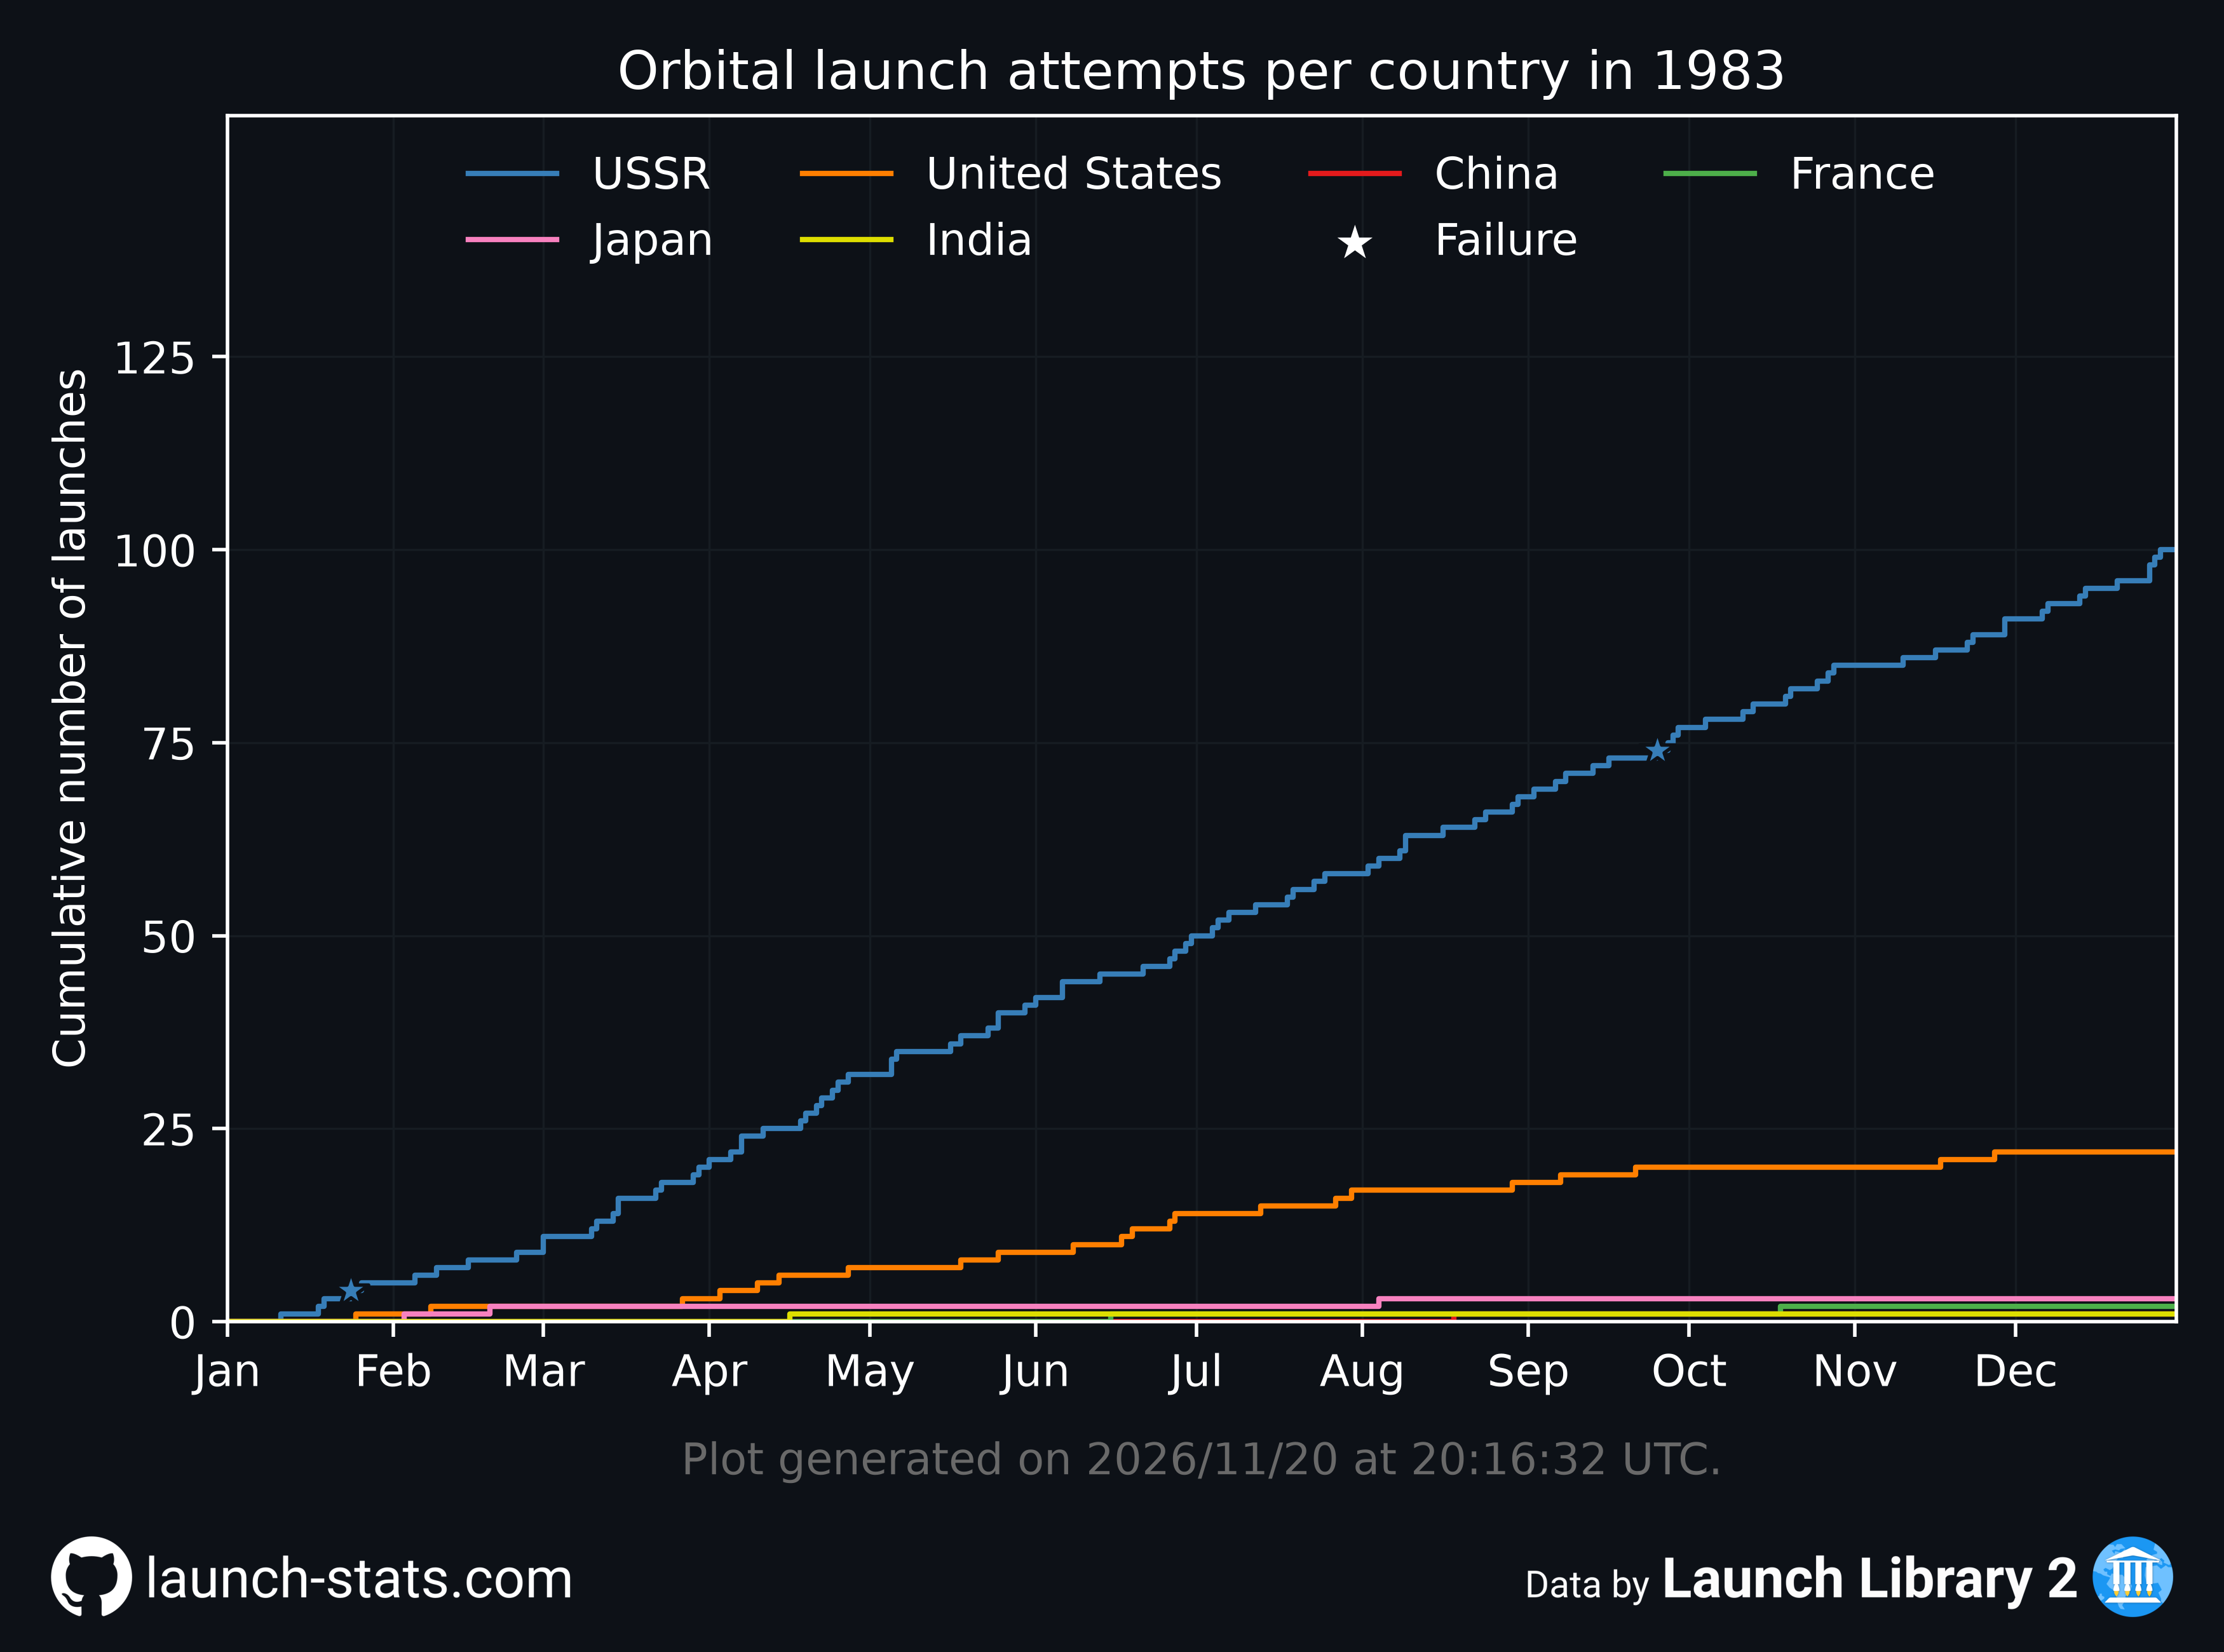 Orbital launch attempts per country in 1983
USSR United States China France
Japan India Failure
Cumulative number of launches
125
100
75
50
25
0
Jan Feb Mar Apr May Jun Jul Aug Sep Oct Nov Dec
Plot generated on 2026/11/20 at 20:16:32 UTC.
launch-stats.com
Data by Launch Library 2